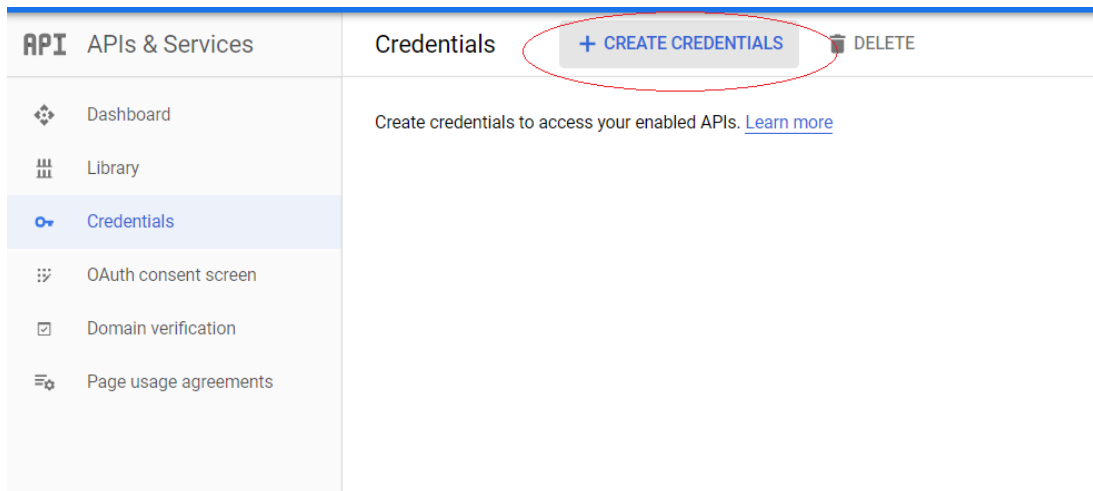 API APIs & Services
Credentials
+ CREATE CREDENTIALS
DELETE
Dashboard
Library
Credentials
OAuth consent screen
Domain verification
Page usage agreements
Create credentials to access your enabled APIs. Learn more